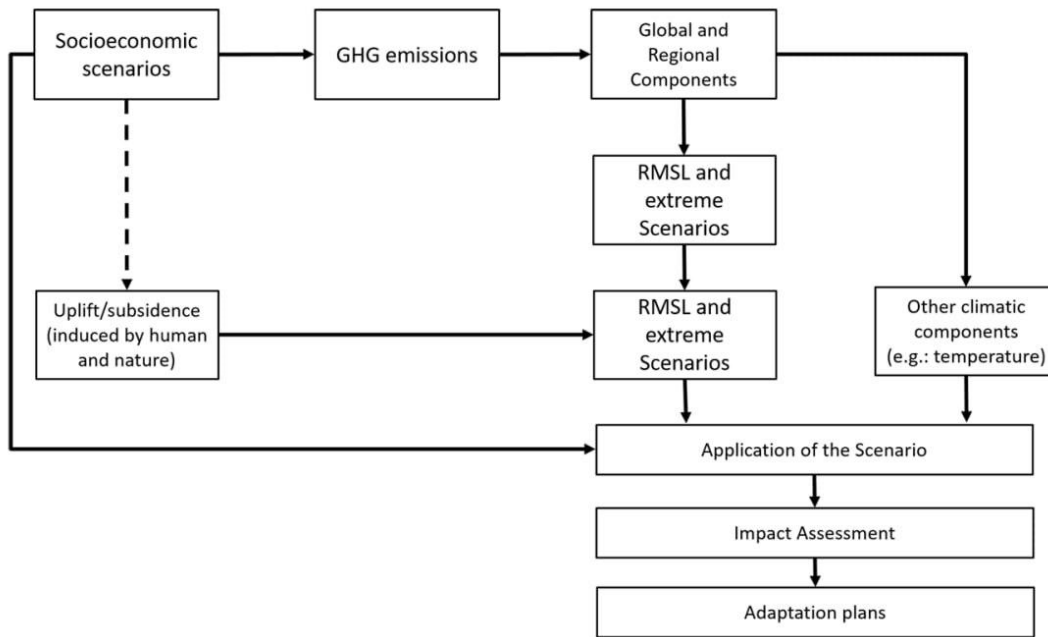 Socioeconomic
scenarios
GHG emissions
Global and
Regional
Components
RMSL and
extreme
Scenarios
Uplift/subsidence
(induced by human
and nature)
RMSL and
extreme
Scenarios
Other climatic
components
(e.g.: temperature)
Application of the Scenario
Impact Assessment
Adaptation plans